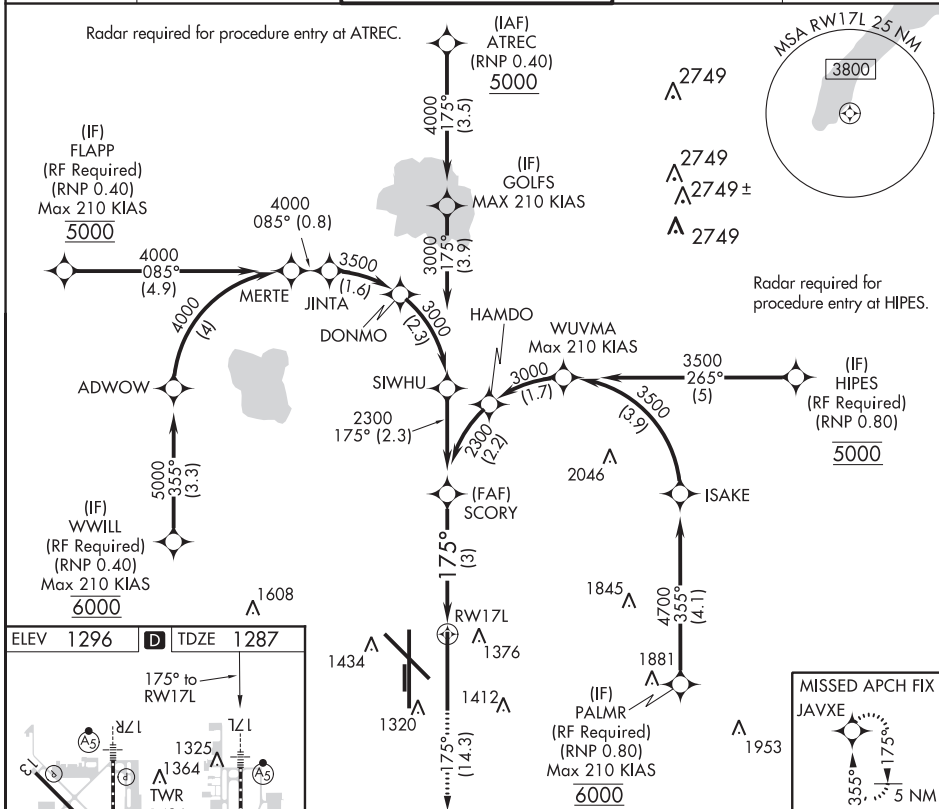 Radar required for procedure entry at ATREC.
(IAF)
ATREC
(RNP 0.40)
5000
MSA RW17L 25 NM
3800
4000
175°
(3.5)
2749
2749
2749±
2749
(IF)
FLAPP
(RF Required)
(RNP 0.40)
Max 210 KIAS
5000
(IF)
GOLFS
MAX 210 KIAS
4000
085° (0.8)
3000
175°
(3.9)
4000
085°
(4.9)
MERTE
JINTA
3500
(1.6)
DONMO
3000
(2.3)
4000
(4)
Radar required for
procedure entry at HIPES.
HAMDO
WUVMA
Max 210 KIAS
3500
265°
(5)
(IF)
HIPES
(RF Required)
(RNP 0.80)
5000
ADWOW
SIWHU
3000
(1.7)
3500
(3.9)
2300
175° (2.3)
2300
(2.2)
2046
5000
355°
(3.3)
(FAF)
SCORY
ISAKE
(IF)
WWILL
(RF Required)
(RNP 0.40)
Max 210 KIAS
6000
175°
(3)
1608
1845
4700
355°
(4.1)
RW17L
1434
1376
1881
1320
1412
175°
(14.3)
(IF)
PALMR
(RF Required)
(RNP 0.80)
Max 210 KIAS
6000
1953
ELEV 1296 D TDZE 1287
175° to
RW17L
17R
17L
A5
P
P
13
1325
1364
TWR
A5
MISSED APCH FIX
JAVXE
175°
355°
5 NM